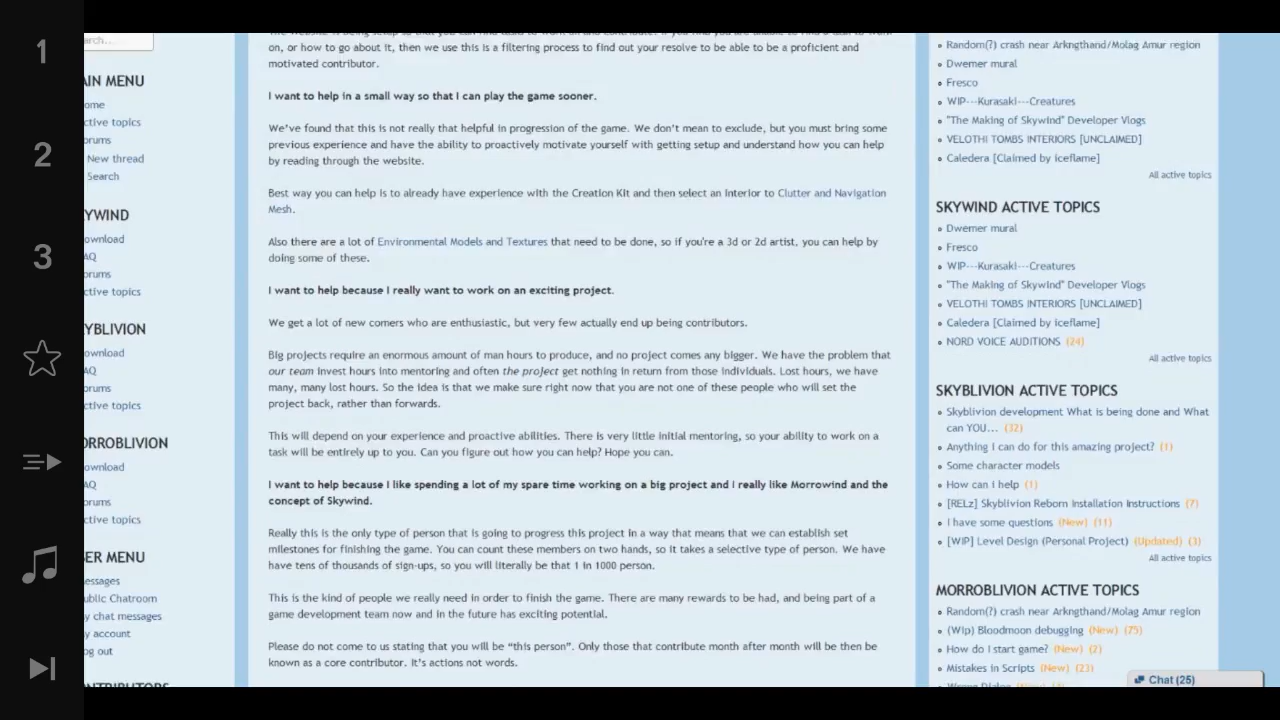 1
2
3
arch...
AIN MENU
ome
ctive topics
orums
New thread
Search
YWIND
ownload
AQ
orums
ctive topics
YBLIVION
ownload
AQ
orums
ctive topics
ORROBLIVION
ownload
AQ
orums
ctive topics
SER MENU
essages
ublic Chatroom
y chat messages
y account
og out
ONTRIBUTORS
on, or how to go about it, then we use this is a filtering process to find out your resolve to be able to be a proficient and
motivated contributor.
I want to help in a small way so that I can play the game sooner.
We've found that this is not really that helpful in progression of the game. We don't mean to exclude, but you must bring some
previous experience and have the ability to proactively motivate yourself with getting setup and understand how you can help
by reading through the website.
Best way you can help is to already have experience with the Creation Kit and then select an Interior to Clutter and Navigation
Mesh.
Also there are a lot of Environmental Models and Textures that need to be done, so if you're a 3d or 2d artist, you can help by
doing some of these.
I want to help because I really want to work on an exciting project.
We get a lot of new comers who are enthusiastic, but very few actually end up being contributors.
Big projects require an enormous amount of man hours to produce, and no project comes any bigger. We have the problem that
our team invest hours into mentoring and often the project get nothing in return from those individuals. Lost hours, we have
many, many lost hours. So the idea is that we make sure right now that you are not one of these people who will set the
project back, rather than forwards.
This will depend on your experience and proactive abilities. There is very little initial mentoring, so your ability to work on a
task will be entirely up to you. Can you figure out how you can help? Hope you can.
I want to help because I like spending a lot of my spare time working on a big project and I really like Morrowind and the
concept of Skywind.
Really this is the only type of person that is going to progress this project in a way that means that we can establish set
milestones for finishing the game. You can count these members on two hands, so it takes a selective type of person. We have
have tens of thousands of sign-ups, so you will literally be that 1 in 1000 person.
This is the kind of people we really need in order to finish the game. There are many rewards to be had, and being part of a
game development team now and in the future has exciting potential.
Please do not come to us stating that you will be “this person”. Only those that contribute month after month will be then be
known as a core contributor. It's actions not words.
Random(?) crash near Arkngthand/Molag Amur region
Dwemer mural
Fresco
WIP---Kurasaki---Creatures
"The Making of Skywind" Developer Vlogs
VELOTHI TOMBS INTERIORS [UNCLAIMED]
Caledera [Claimed by iceflame]
All active topics
SKYWIND ACTIVE TOPICS
Dwemer mural
Fresco
WIP---Kurasaki---Creatures
"The Making of Skywind" Developer Vlogs
VELOTHI TOMBS INTERIORS [UNCLAIMED]
Caledera [Claimed by iceflame]
NORD VOICE AUDITIONS (24)
All active topics
SKYBLIVION ACTIVE TOPICS
Skyblivion development What is being done and What
can YOU... (32)
Anything I can do for this amazing project? (1)
Some character models
How can I help (1)
[RELz] Skyblivion Reborn Installation Instructions (7)
I have some questions (New) (11)
[WIP] Level Design (Personal Project) (Updated) (3)
All active topics
MORROBLIVION ACTIVE TOPICS
Random(?) crash near Arkngthand/Molag Amur region
(Wip) Bloodmoon debugging (New) (75)
How do I start game? (New) (2)
Mistakes in Scripts (New) (23)
Chat (25)